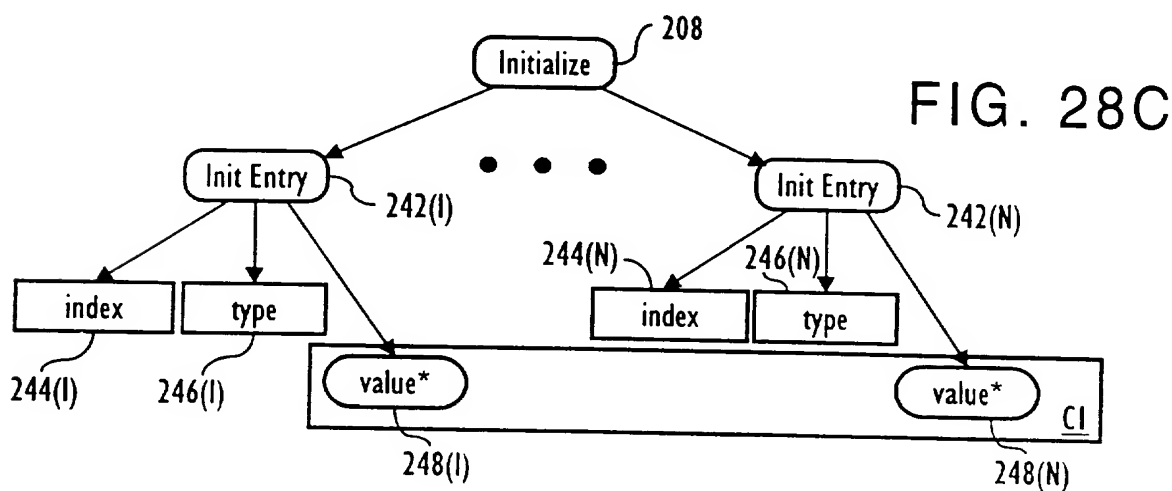 208
Initialize
FIG. 28C
Init Entry
Init Entry
242(I)
242(N)
244(N)
246(N)
index
type
index
type
244(I)
246(I)
value*
value*
CI
248(I)
248(N)